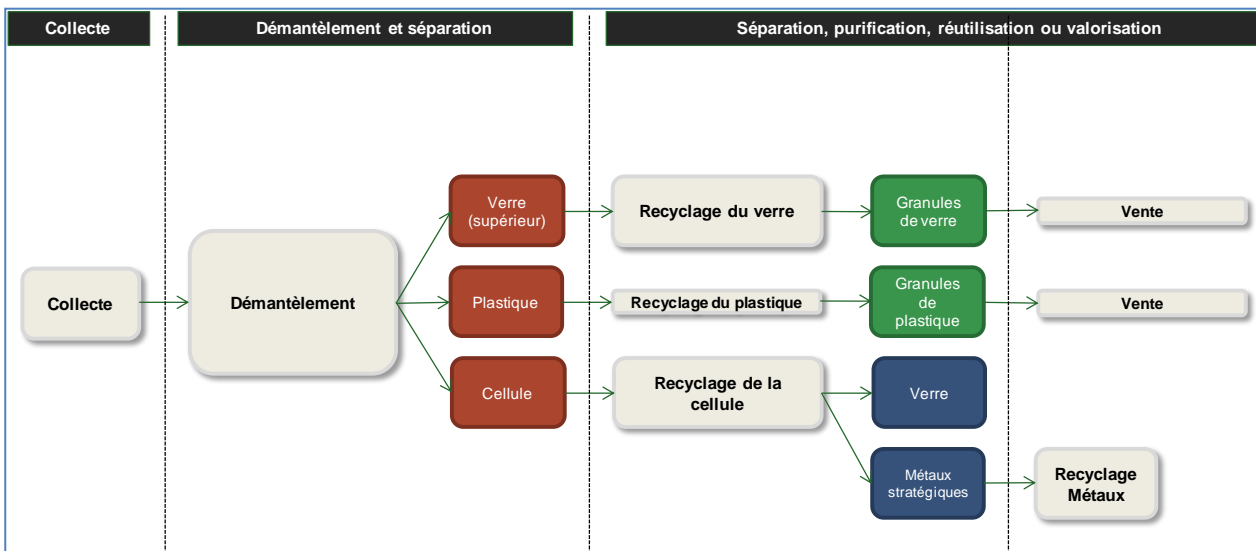 Collecte
Démantèlement et séparation
Séparation, purification, réutilisation ou valorisation
Verre
(supérieur)
Recyclage du verre
Granules
de verre
Vente
Collecte
Démantèlement
Plastique
Recyclage du plastique
Granules
de
plastique
Vente
Cellule
Recyclage de la
cellule
Verre
Métaux
stratégiques
Recyclage
Métaux